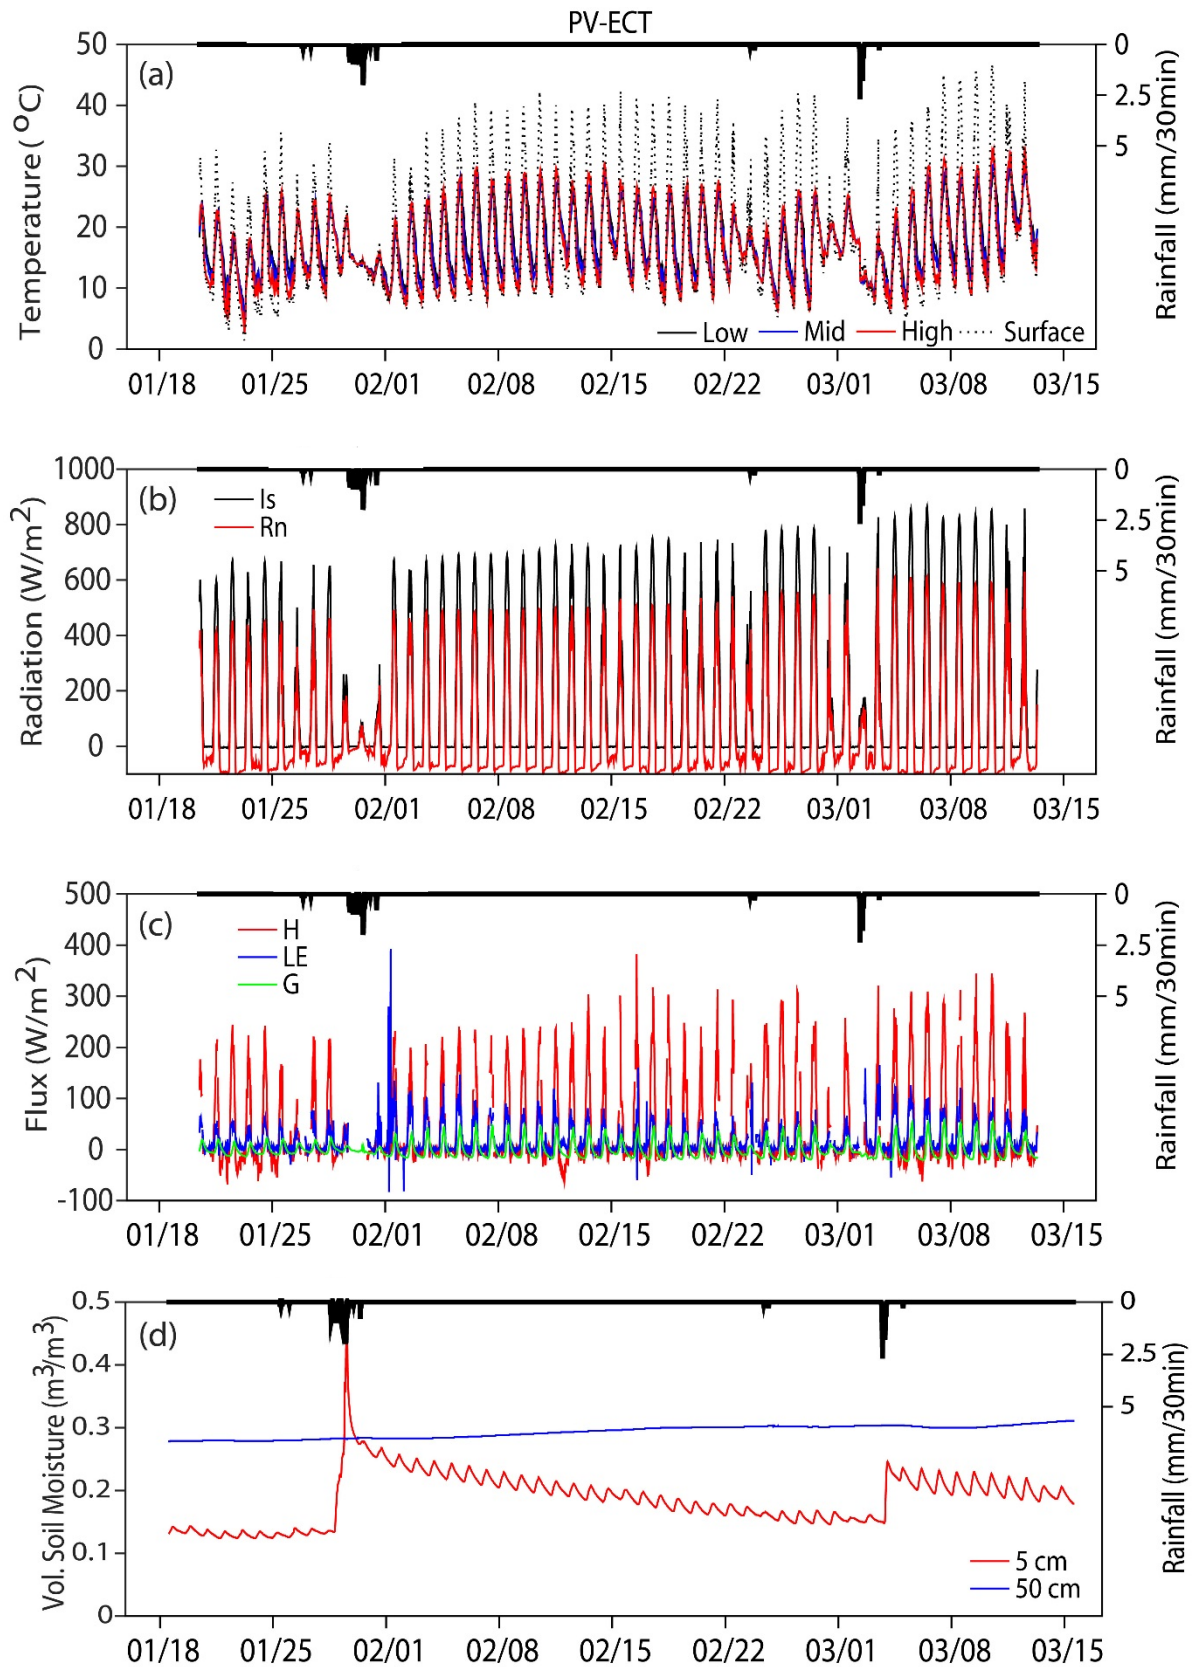 PV-ECT
(a)
Temperature (°C)
50
40
30
20
10
0
0
2.5
5
Rainfall (mm/30min)
Low Mid High Surface
01/18 01/25 02/01 02/08 02/15 02/22 03/01 03/08 03/15
(b)
Is
Rn
Radiation (W/m²)
1000
800
600
400
200
0
0
2.5
5
Rainfall (mm/30min)
01/18 01/25 02/01 02/08 02/15 02/22 03/01 03/08 03/15
(c)
H
LE
G
Flux (W/m²)
500
400
300
200
100
0
-100
0
2.5
5
Rainfall (mm/30min)
01/18 01/25 02/01 02/08 02/15 02/22 03/01 03/08 03/15
(d)
Vol. Soil Moisture (m³/m³)
0.5
0.4
0.3
0.2
0.1
0
0
2.5
5
Rainfall (mm/30min)
5 cm
50 cm
01/18 01/25 02/01 02/08 02/15 02/22 03/01 03/08 03/15